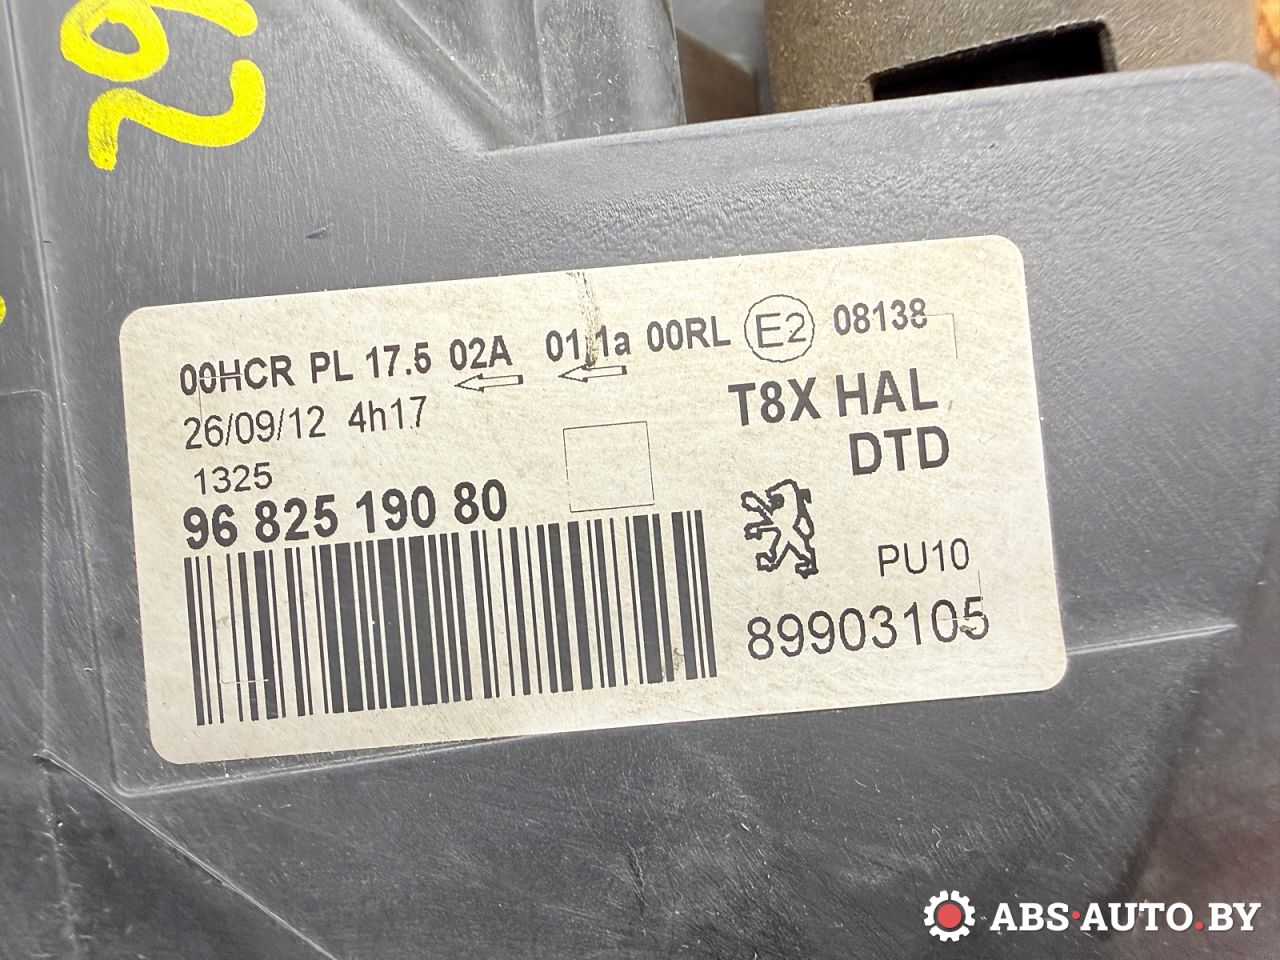 62
00HCR PL 17.5 02A 01 1a 00RL E2 08138
26/09/12 4h17
T8X HAL
DTD
1325
96 825 190 80
PU10
89903105
ABS·AUTO.BY